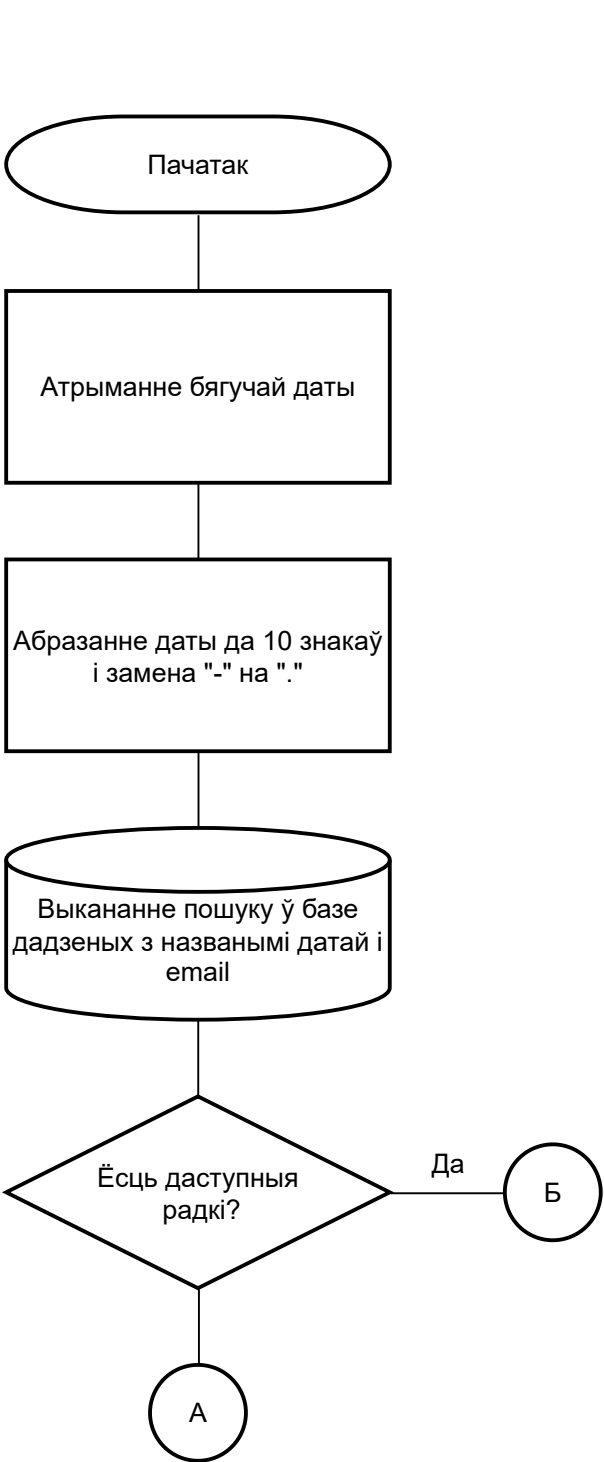 Пачатак
Атрыманне бягучай даты
Абразанне даты да 10 знакаў
і замена "-" на "."
Выкананне пошуку ў базе
дадзеных з названымі датай і
email
Ёсць даступныя
радкі?
Да
Б
А